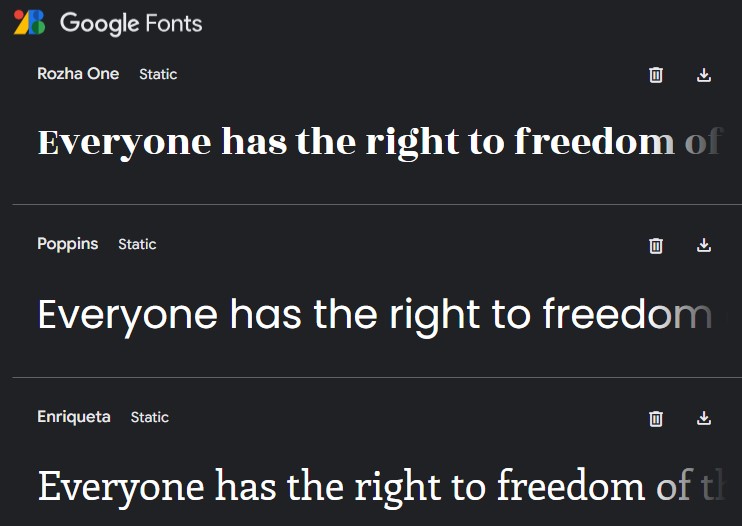 Google Fonts
Rozha One Static
Everyone has the right to freedom of
Poppins Static
Everyone has the right to freedom
Enriqueta Static
Everyone has the right to freedom of th